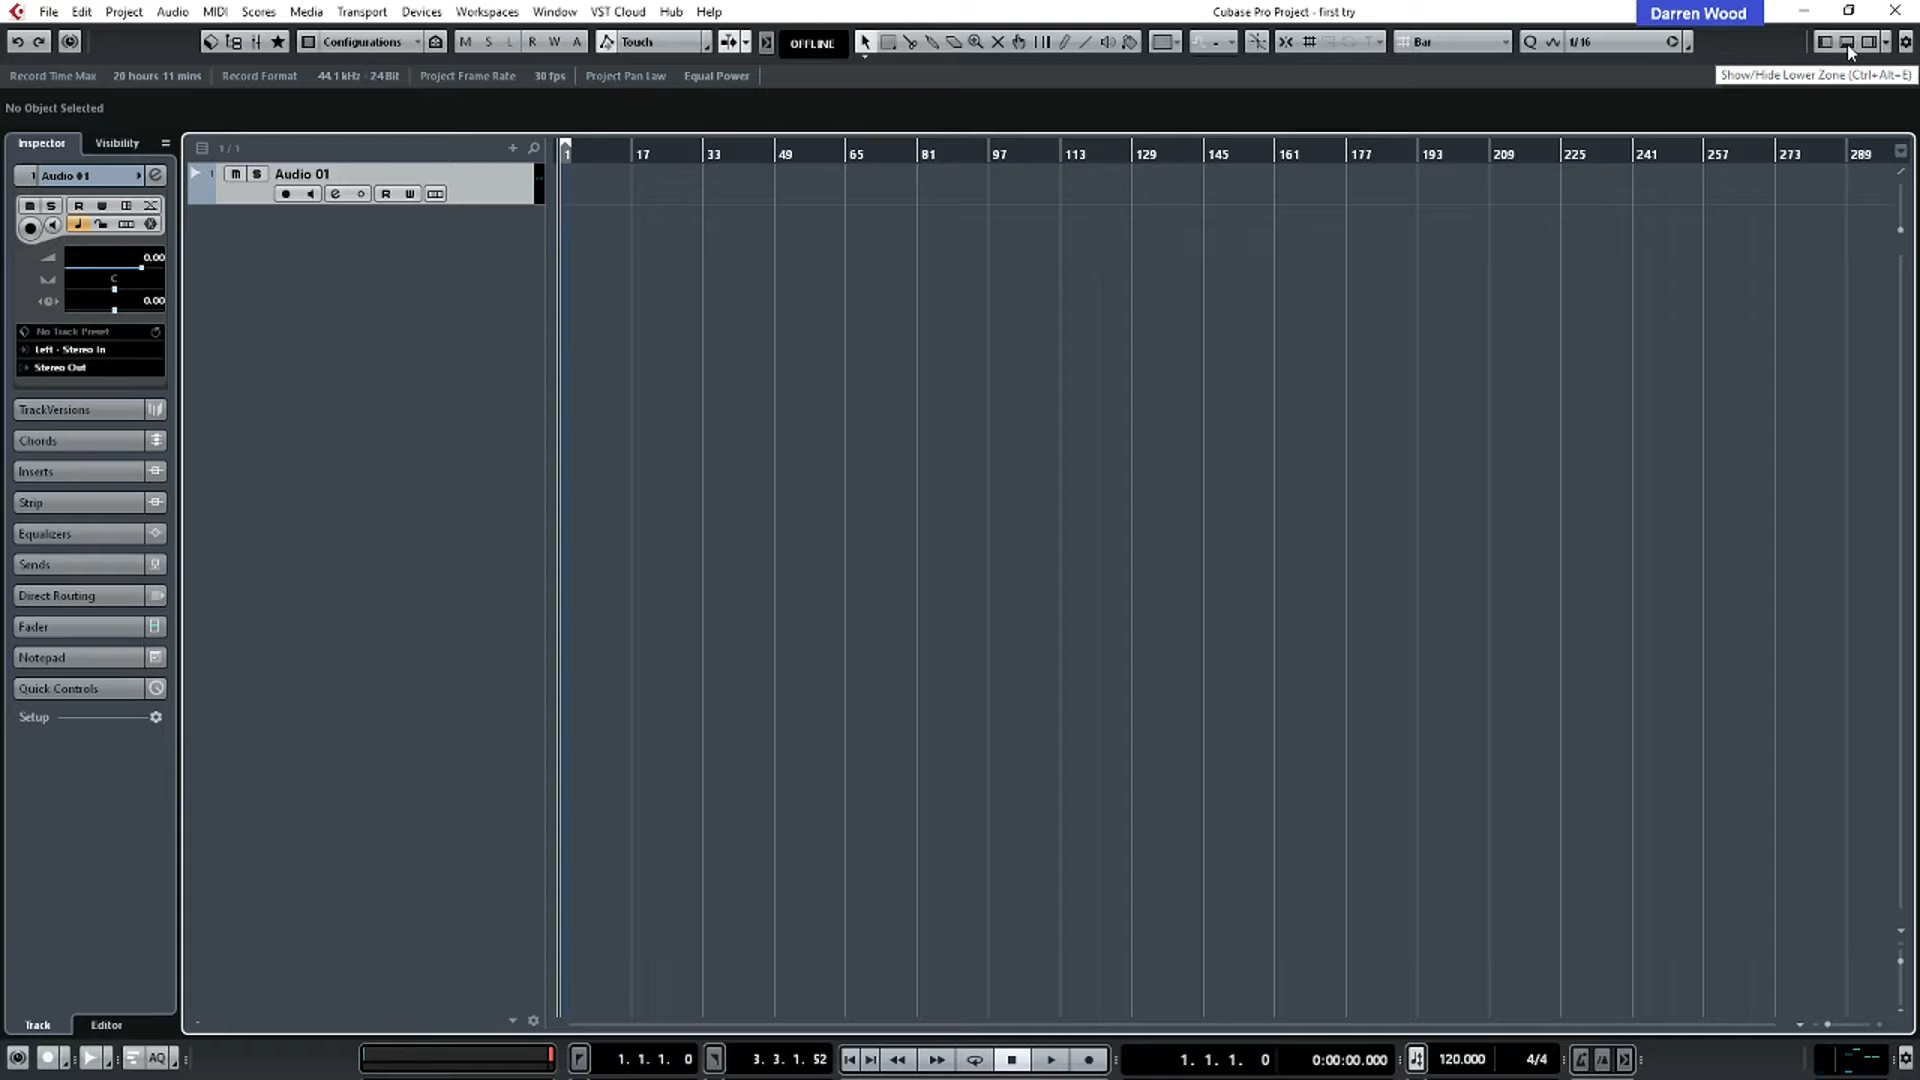 File Edit Project Audio MIDI Scores Media Transport Devices Workspaces Window VST Cloud Hub Help
Cubase Pro Project - first try
Darren Wood
Configurations
M S L R W A
Touch
OFFLINE
Bar
Q 1/16
Record Time Max 20 hours 11 mins Record Format 44.1 kHz - 24 Bit Project Frame Rate 30 fps Project Pan Law Equal Power
Show/Hide Lower Zone (Ctrl+Alt+E)
No Object Selected
Inspector Visibility
1 / 1
1 17 33 49 65 81 97 113 129 145 161 177 193 209 225 241 257 273 289
1 Audio 01
1 m S Audio 01
e R W
m S R W
0.00
C
0.00
No Track Preset
Left - Stereo In
Stereo Out
TrackVersions
Chords
Inserts
Strip
Equalizers
Sends
Direct Routing
Fader
Notepad
Quick Controls
Setup
Track Editor
AQ
1. 1. 1. 0
3. 3. 1. 52
1. 1. 1. 0
0:00:00.000
120.000
4/4